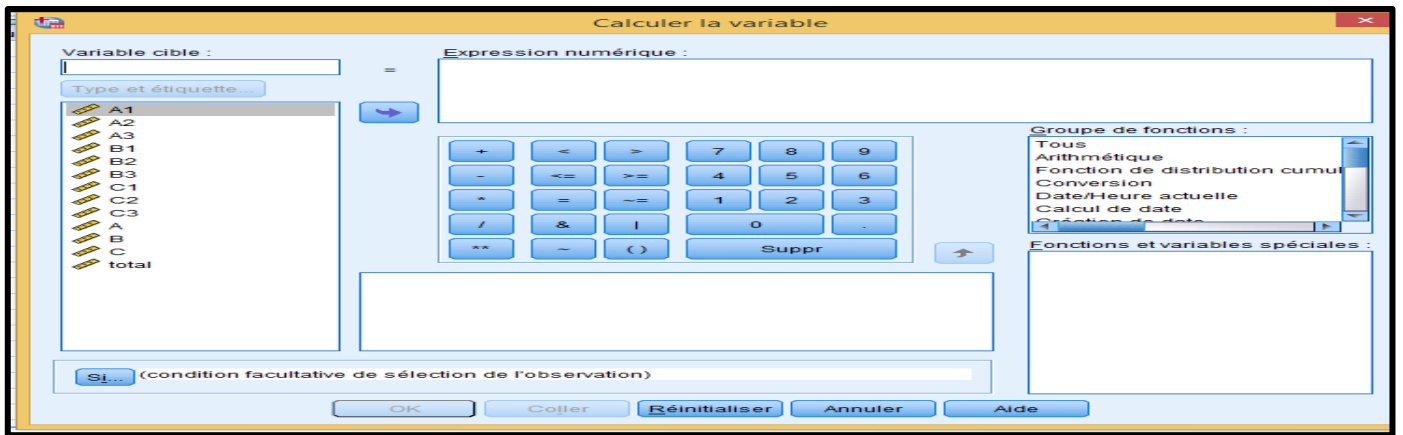 Calculer la variable
Variable cible :
=
Expression numérique :
Type et étiquette...
A1
A2
A3
B1
B2
B3
C1
C2
C3
A
B
C
total
+ < > 7 8 9
- <= >= 4 5 6
* = ~= 1 2 3
/ & | 0 .
** ~ ( ) Suppr
Groupe de fonctions :
Tous
Arithmétique
Fonction de distribution cumul
Conversion
Date/Heure actuelle
Calcul de date
Création de date
Fonctions et variables spéciales :
Si... (condition facultative de sélection de l'observation)
OK Coller Réinitialiser Annuler Aide